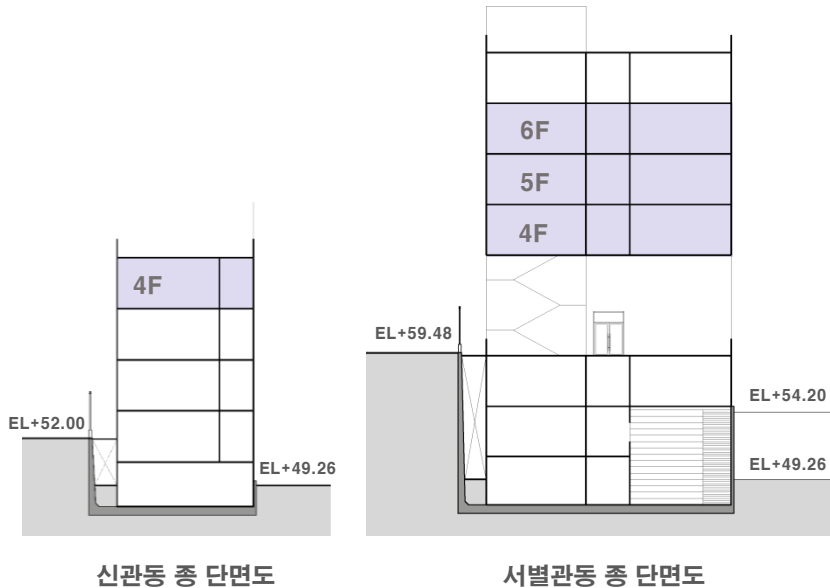 6F
5F
4F
4F
EL+59.48
EL+54.20
EL+52.00
EL+49.26
EL+49.26
신관동 종 단면도
서별관동 종 단면도